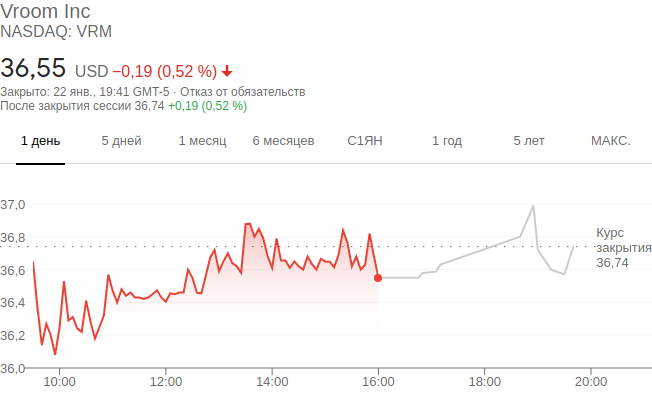 Vroom Inc
NASDAQ: VRM
36,55 USD −0,19 (0,52 %)
Закрыто: 22 янв., 19:41 GMT-5 · Отказ от обязательств
После закрытия сессии 36,74 +0,19 (0,52 %)
1 день 5 дней 1 месяц 6 месяцев С1ЯН 1 год 5 лет МАКС.
37,0
36,8
36,6
36,4
36,2
36,0
Курс
закрытия
36,74
10:00 12:00 14:00 16:00 18:00 20:00